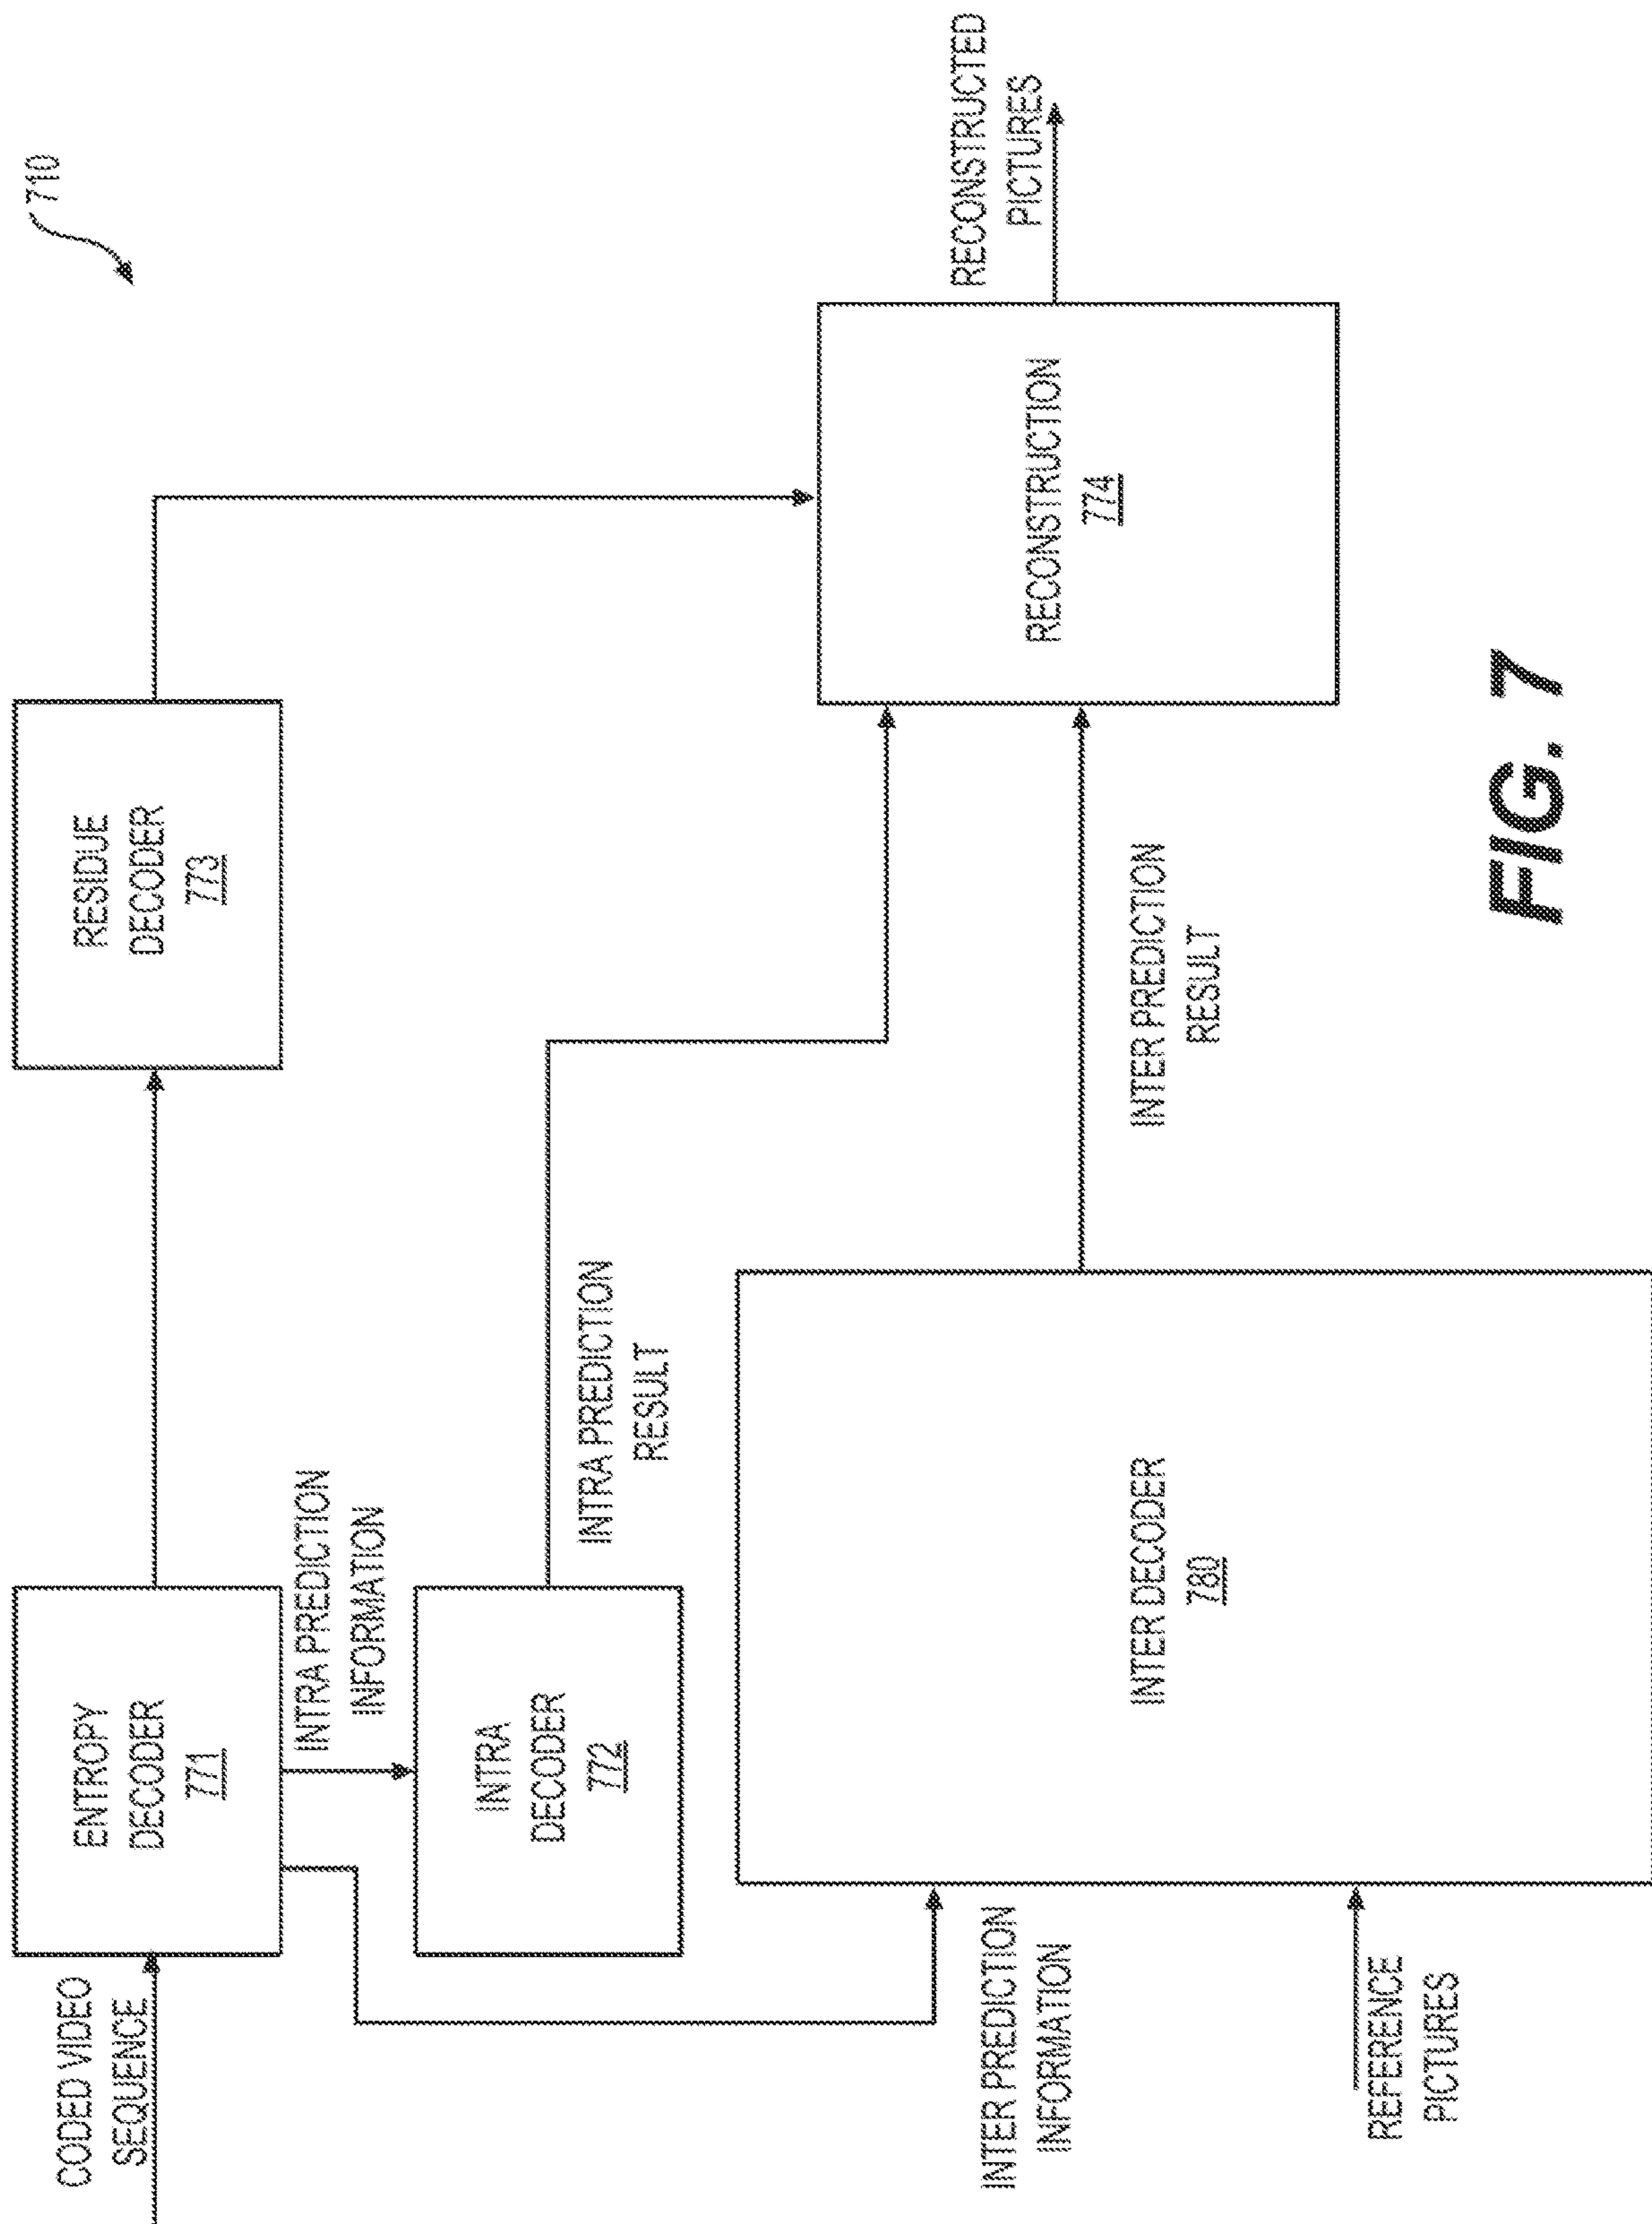 710
CODED VIDEO
SEQUENCE
ENTROPY
DECODER
771
RESIDUE
DECODER
773
INTRA PREDICTION
INFORMATION
INTRA
DECODER
772
INTRA PREDICTION
RESULT
INTER PREDICTION
INFORMATION
REFERENCE
PICTURES
INTER DECODER
780
INTER PREDICTION
RESULT
RECONSTRUCTION
774
RECONSTRUCTED
PICTURES
FIG. 7